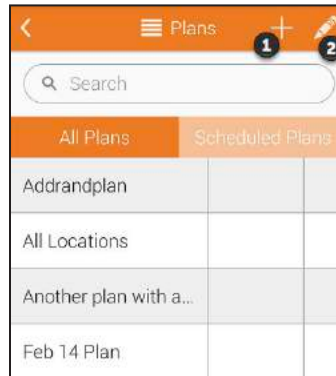 Plans
1
2
Search
All Plans
Scheduled Plans
Addrandplan
All Locations
Another plan with a...
Feb 14 Plan